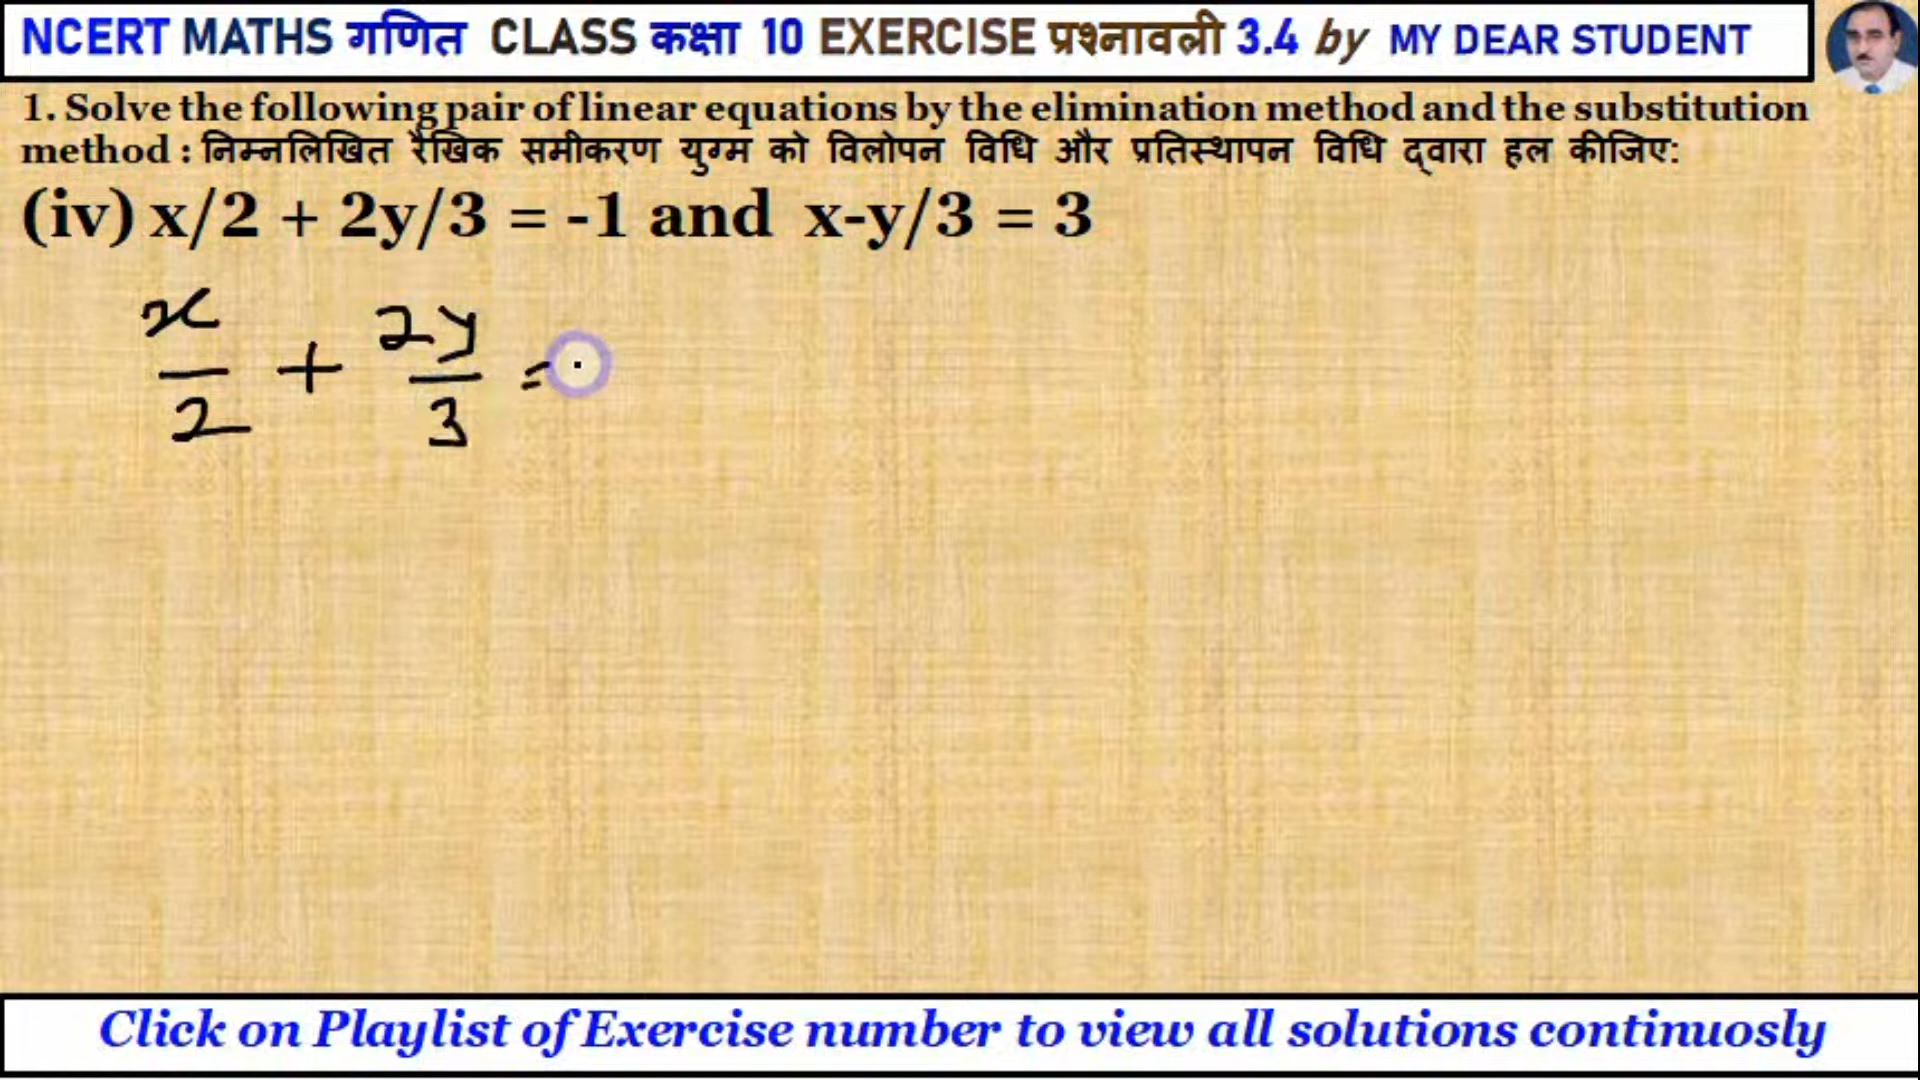 NCERT MATHS गणित CLASS कक्षा 10 EXERCISE प्रश्नावली 3.4 by MY DEAR STUDENT
1. Solve the following pair of linear equations by the elimination method and the substitution
method : निम्नलिखित रैखिक समीकरण युग्म को विलोपन विधि और प्रतिस्थापन विधि द्वारा हल कीजिए:
(iv) x/2 + 2y/3 = -1 and x-y/3 = 3
x/2 + 2y/3 =
Click on Playlist of Exercise number to view all solutions continuosly